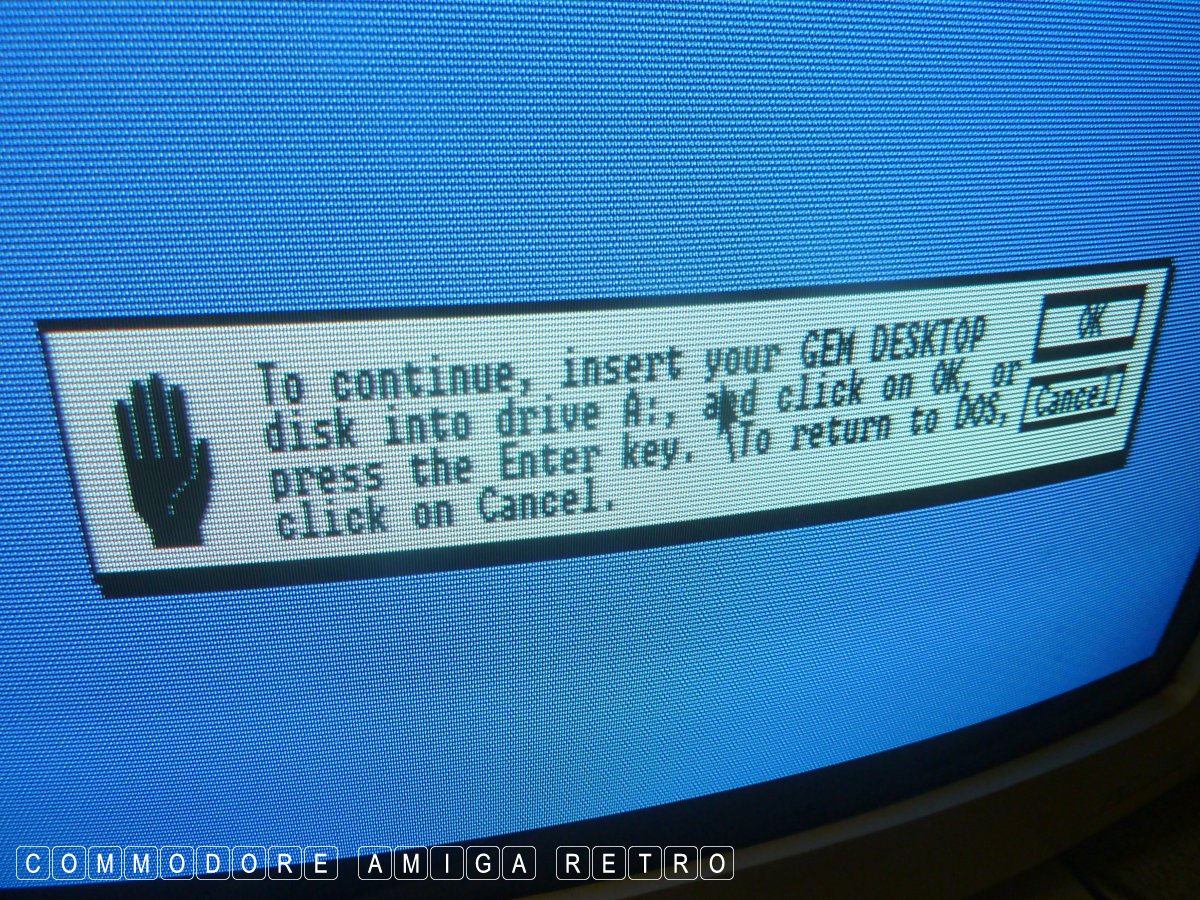 To continue, insert your GEM DESKTOP
disk into drive A:, and click on OK, or
press the Enter key. \To return to DOS,
click on Cancel.
OK
Cancel
COMMODORE AMIGA RETRO